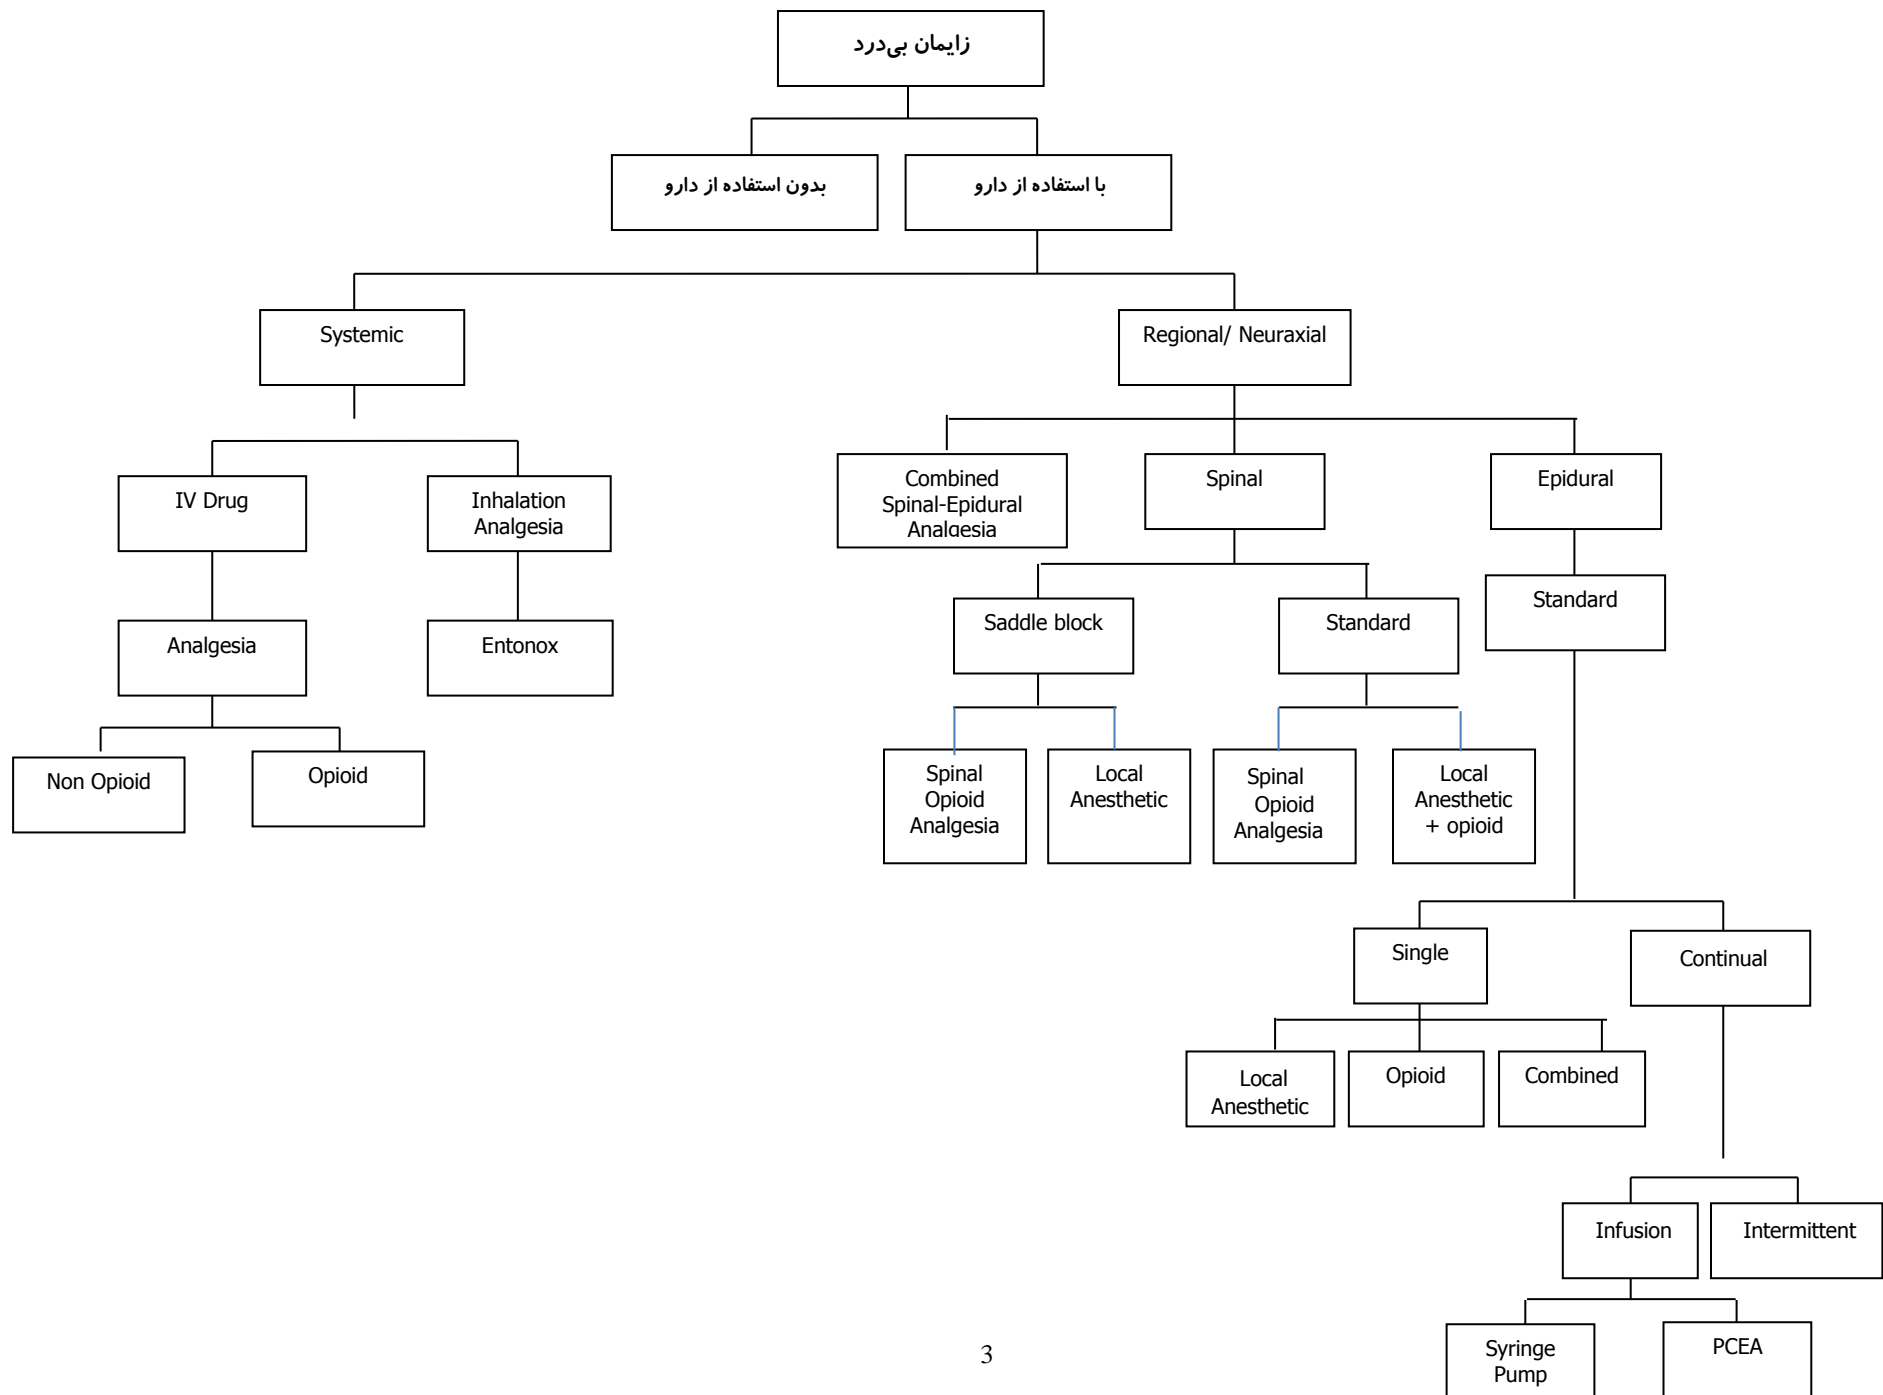 زایمان بی‌درد
بدون استفاده از دارو
با استفاده از دارو
Systemic
Regional/ Neuraxial
IV Drug
Inhalation
Analgesia
Combined
Spinal-Epidural
Analgesia
Spinal
Epidural
Standard
Saddle block
Standard
Analgesia
Entonox
Non Opioid
Opioid
Spinal
Opioid
Analgesia
Local
Anesthetic
Spinal
Opioid
Analgesia
Local
Anesthetic
+ opioid
Single
Continual
Local
Anesthetic
Opioid
Combined
Infusion
Intermittent
Syringe
Pump
PCEA
3